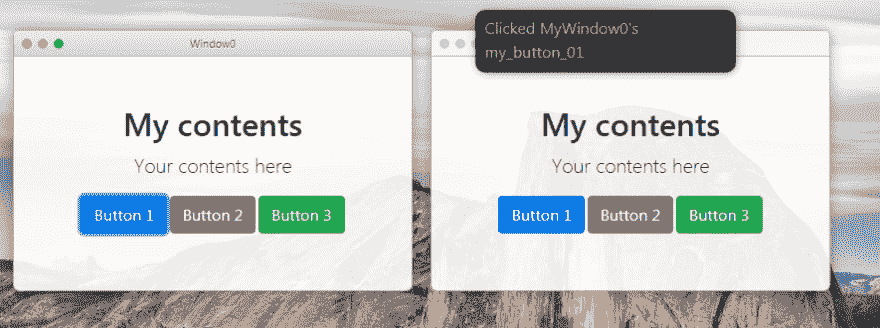 Clicked MyWindow0's
my_button_01
Window0
My contents
Your contents here
Button 1 Button 2 Button 3
My contents
Your contents here
Button 1 Button 2 Button 3